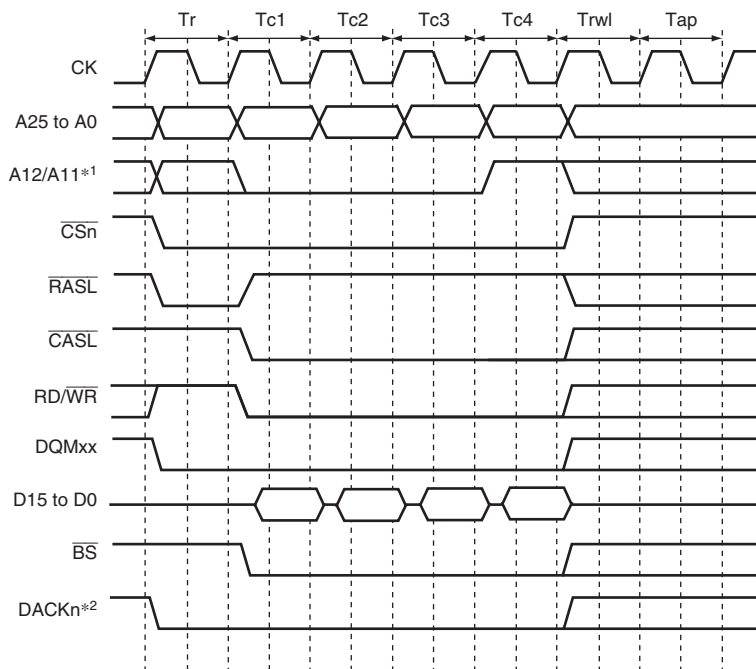 Tr Tc1 Tc2 Tc3 Tc4 Trwl Tap
CK
A25 to A0
A12/A11*1
CSn
RASL
CASL
RD/WR
DQMxx
D15 to D0
BS
DACKn*2